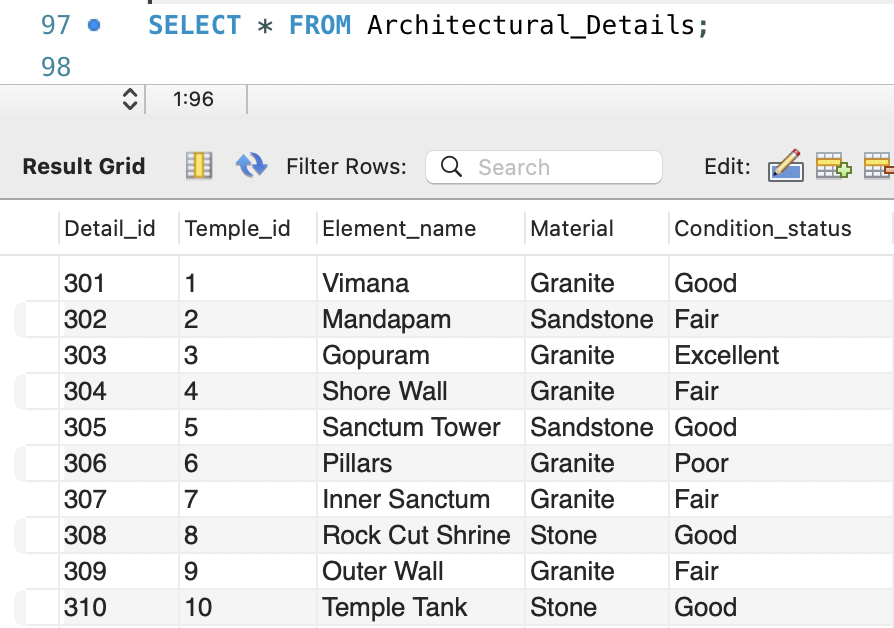 97 SELECT * FROM Architectural_Details;
98
1:96
Result Grid Filter Rows: Search Edit:
Detail_id Temple_id Element_name Material Condition_status
301 1 Vimana Granite Good
302 2 Mandapam Sandstone Fair
303 3 Gopuram Granite Excellent
304 4 Shore Wall Granite Fair
305 5 Sanctum Tower Sandstone Good
306 6 Pillars Granite Poor
307 7 Inner Sanctum Granite Fair
308 8 Rock Cut Shrine Stone Good
309 9 Outer Wall Granite Fair
310 10 Temple Tank Stone Good